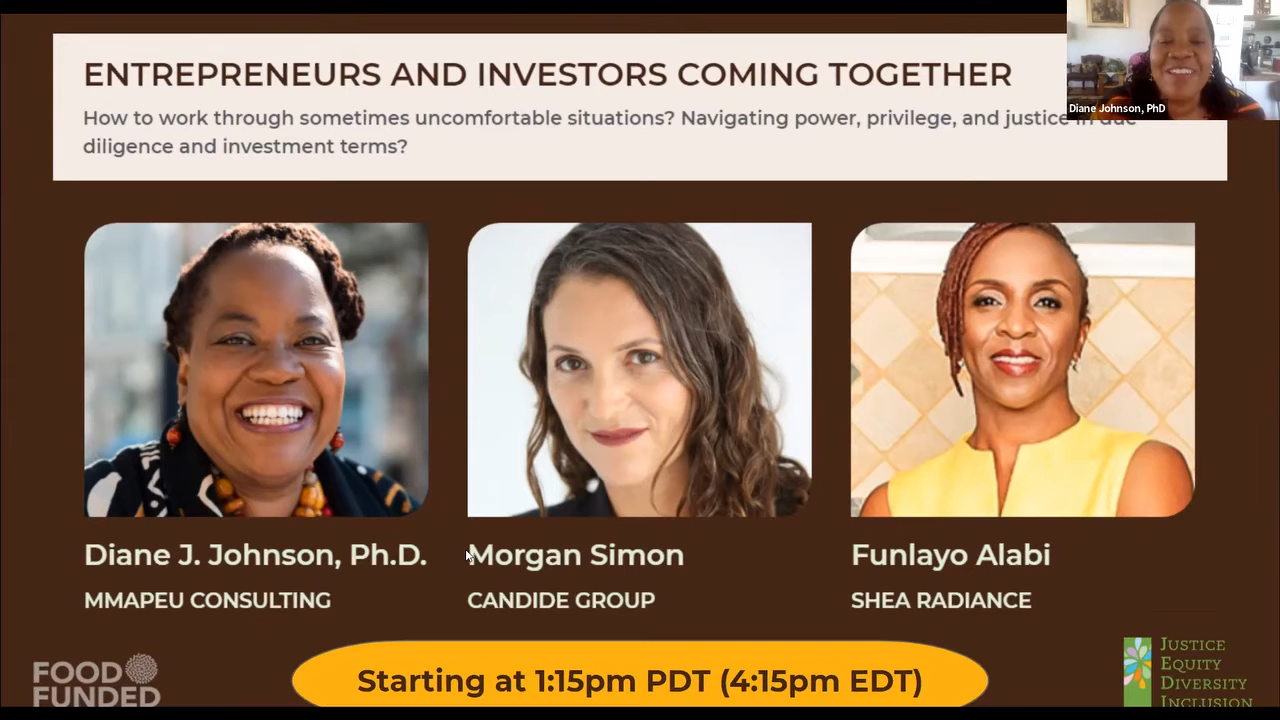 ENTREPRENEURS AND INVESTORS COMING TOGETHER
How to work through sometimes uncomfortable situations? Navigating power, privilege, and justice in due
diligence and investment terms?
Diane Johnson, PhD
Diane J. Johnson, Ph.D.
MMAPEU CONSULTING
Morgan Simon
CANDIDE GROUP
Funlayo Alabi
SHEA RADIANCE
FOOD
FUNDED
Starting at 1:15pm PDT (4:15pm EDT)
JUSTICE
EQUITY
DIVERSITY
INCLUSION